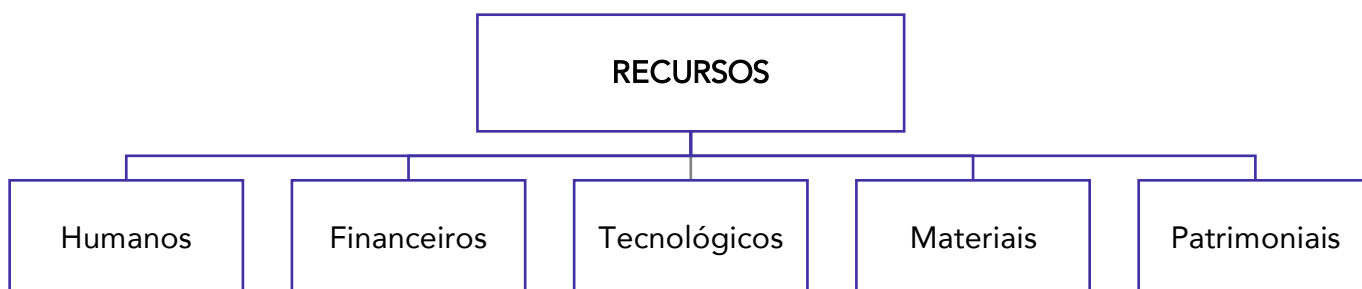 RECURSOS
Humanos
Financeiros
Tecnológicos
Materiais
Patrimoniais